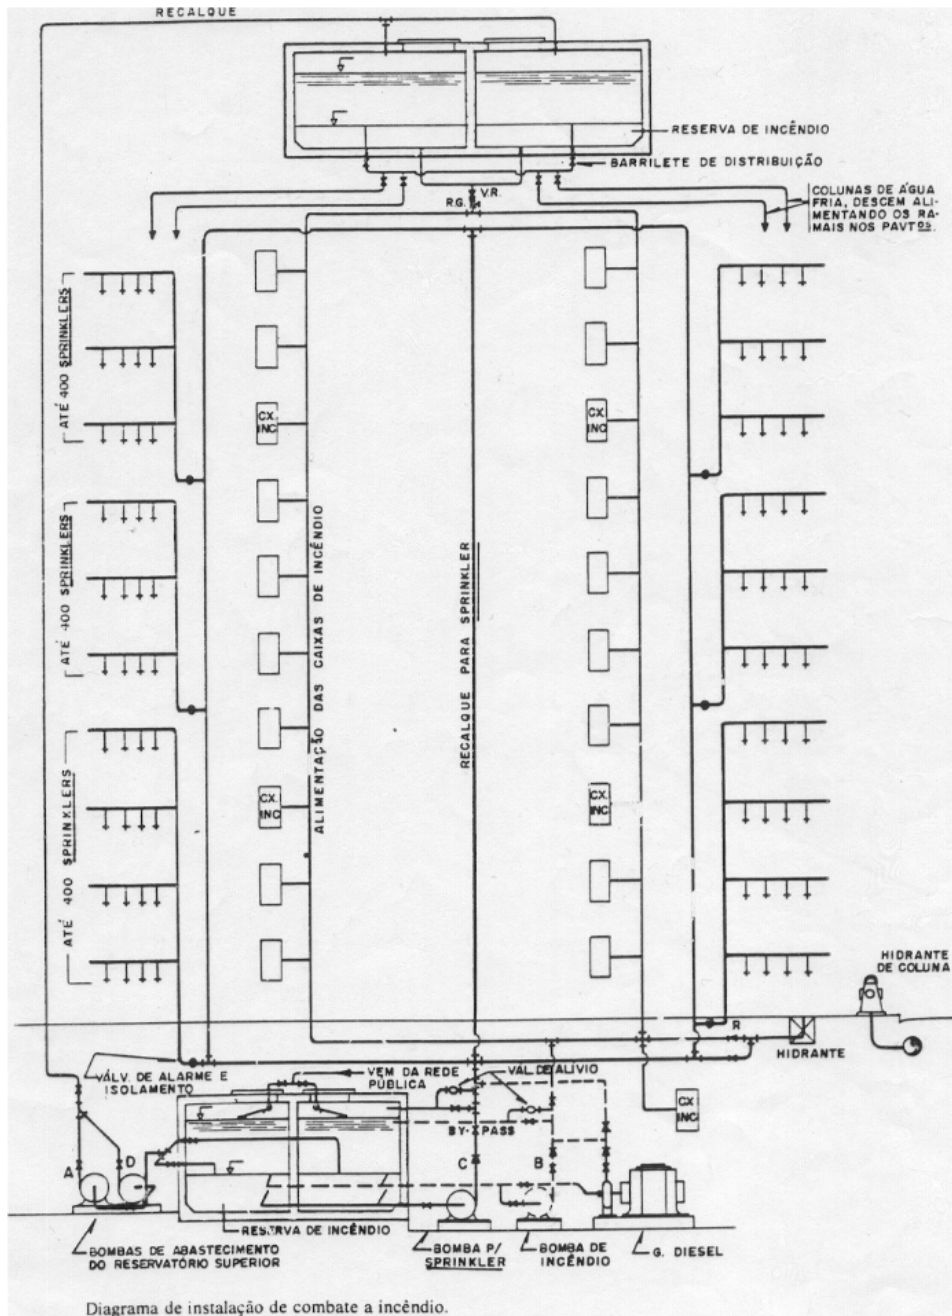 RECALQUE
RESERVA DE INCÊNDIO
BARRILETE DE DISTRIBUIÇÃO
V.R.
R.G.
COLUNAS DE ÁGUA
FRIA, DESCEM ALI-
MENTANDO OS RA-
MAIS NOS PAVTOS.
ATÉ 400 SPRINKLERS
ATÉ 400 SPRINKLERS
ATÉ 400 SPRINKLERS
CX.
INC
CX.
INC
CX.
INC
CX.
INC
ALIMENTAÇÃO DAS CAIXAS DE INCÊNDIO
RECALQUE PARA SPRINKLER
HIDRANTE
DE COLUNA
R
HIDRANTE
VÁLV. DE ALARME E
ISOLAMENTO
VEM DA REDE
PÚBLICA
VÁL. DE ALÍVIO
BY-PASS
CX
INC
A
D
C
B
RESERVA DE INCÊNDIO
BOMBAS DE ABASTECIMENTO
DO RESERVATÓRIO SUPERIOR
BOMBA P/
SPRINKLER
BOMBA DE
INCÊNDIO
G. DIESEL
Diagrama de instalação de combate a incêndio.